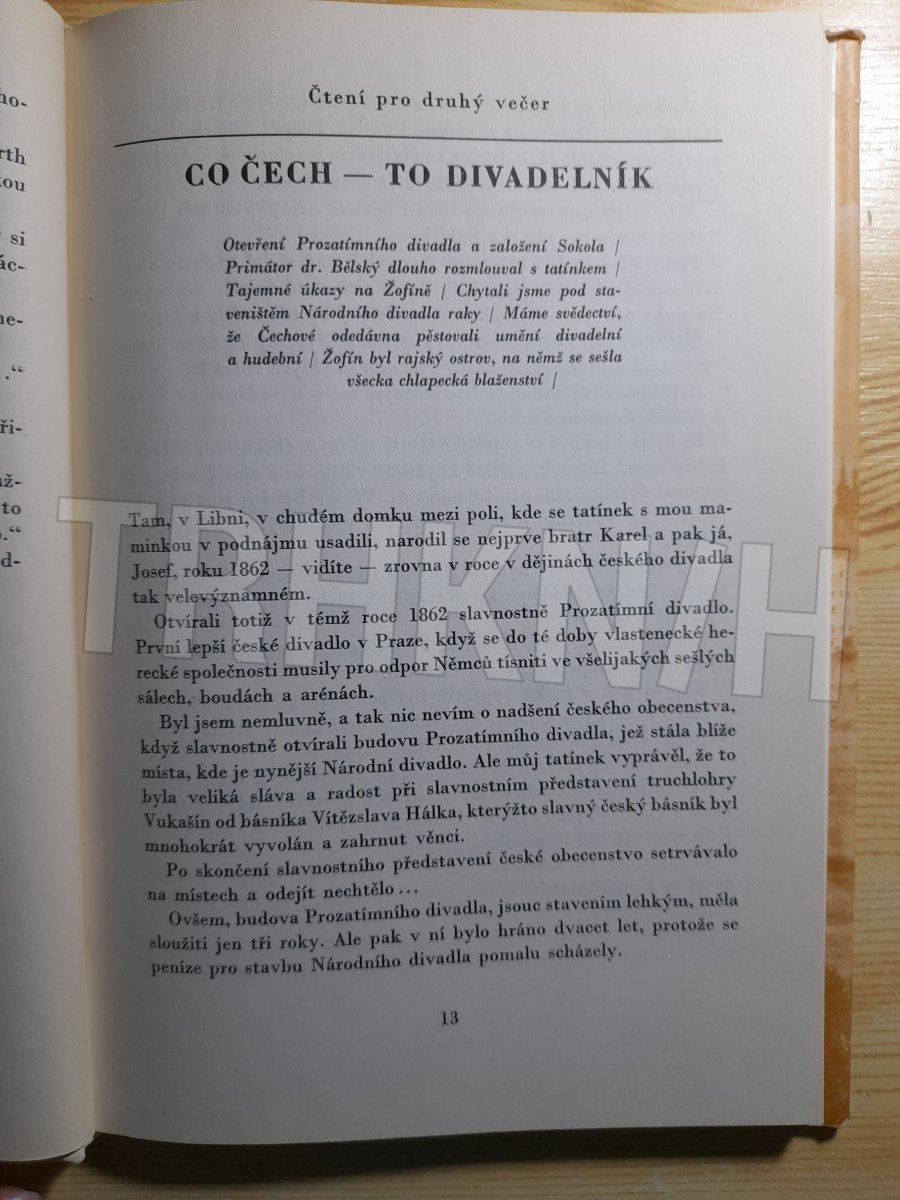 ho-
rth
kou
si
ác-
ne-
.“
ři-
až-
to
.“
d-
Čtení pro druhý večer
CO ČECH — TO DIVADELNÍK
Otevření Prozatímního divadla a založení Sokola |
Primátor dr. Bělský dlouho rozmlouval s tatínkem |
Tajemné úkazy na Žofíně | Chytali jsme pod sta-
veništěm Národního divadla raky | Máme svědectví,
že Čechové odedávna pěstovali umění divadelní
a hudební | Žofín byl rajský ostrov, na němž se sešla
všecka chlapecká blaženství |
Tam, v Libni, v chudém domku mezi poli, kde se tatínek s mou ma-
minkou v podnájmu usadili, narodil se nejprve bratr Karel a pak já,
Josef, roku 1862 — vidíte — zrovna v roce v dějinách českého divadla
tak velevýznamném.
Otvírali totiž v témž roce 1862 slavnostně Prozatímní divadlo.
První lepší české divadlo v Praze, když se do té doby vlastenecké he-
recké společnosti musily pro odpor Němců tísniti ve všelijakých sešlých
sálech, boudách a arénách.
Byl jsem nemluvně, a tak nic nevím o nadšení českého obecenstva,
když slavnostně otvírali budovu Prozatímního divadla, jež stála blíže
místa, kde je nynější Národní divadlo. Ale můj tatínek vyprávěl, že to
byla veliká sláva a radost při slavnostním představení truchlohry
Vukašín od básníka Vítězslava Hálka, kterýžto slavný český básník byl
mnohokrát vyvolán a zahrnut věnci.
Po skončení slavnostního představení české obecenstvo setrvávalo
na místech a odejít nechtělo...
Ovšem, budova Prozatímního divadla, jsouc stavením lehkým, měla
sloužiti jen tři roky. Ale pak v ní bylo hráno dvacet let, protože se
peníze pro stavbu Národního divadla pomalu scházely.
13
TRHKNIH